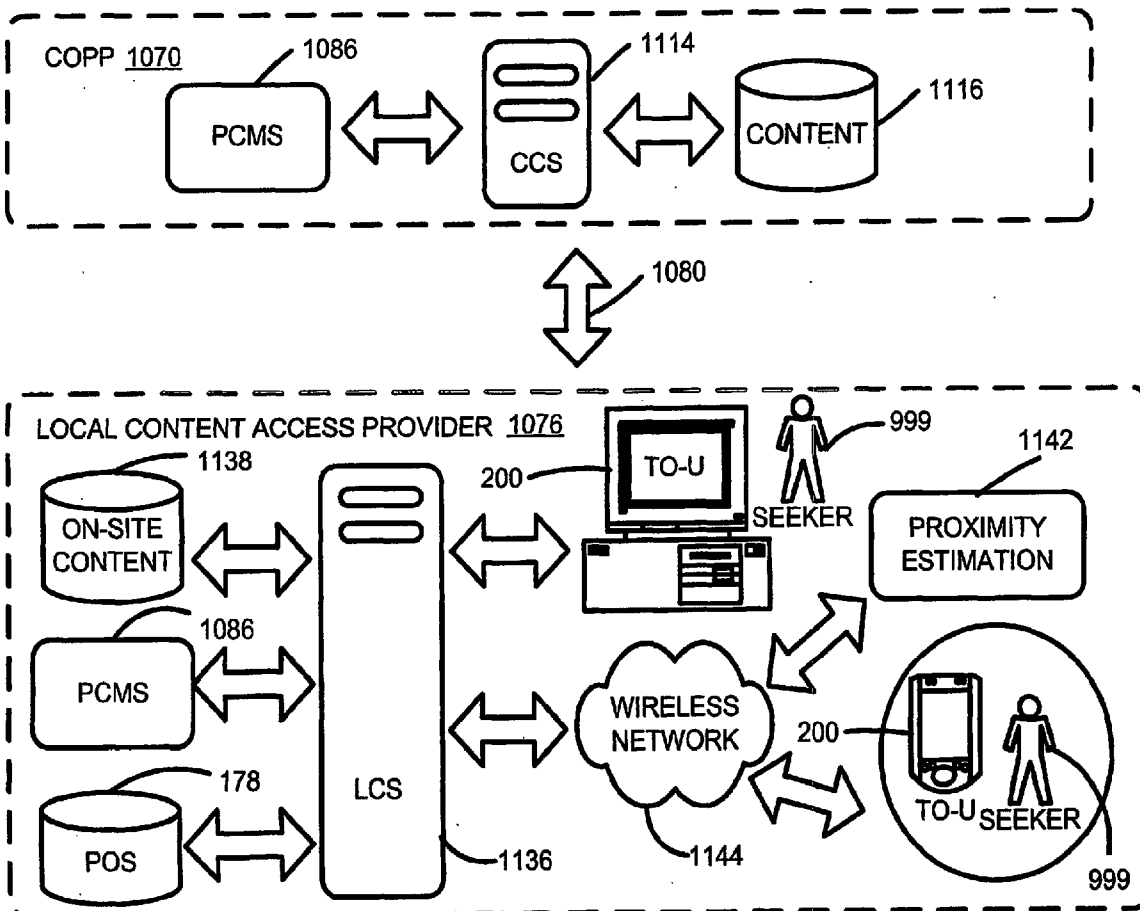 COPP 1070
1086
PCMS
1114
CCS
1116
CONTENT
1080
LOCAL CONTENT ACCESS PROVIDER 1076
1138
ON-SITE
CONTENT
1086
PCMS
178
POS
LCS
1136
200
TO-U
999
SEEKER
1142
PROXIMITY
ESTIMATION
WIRELESS
NETWORK
1144
200
TO-U
SEEKER
999